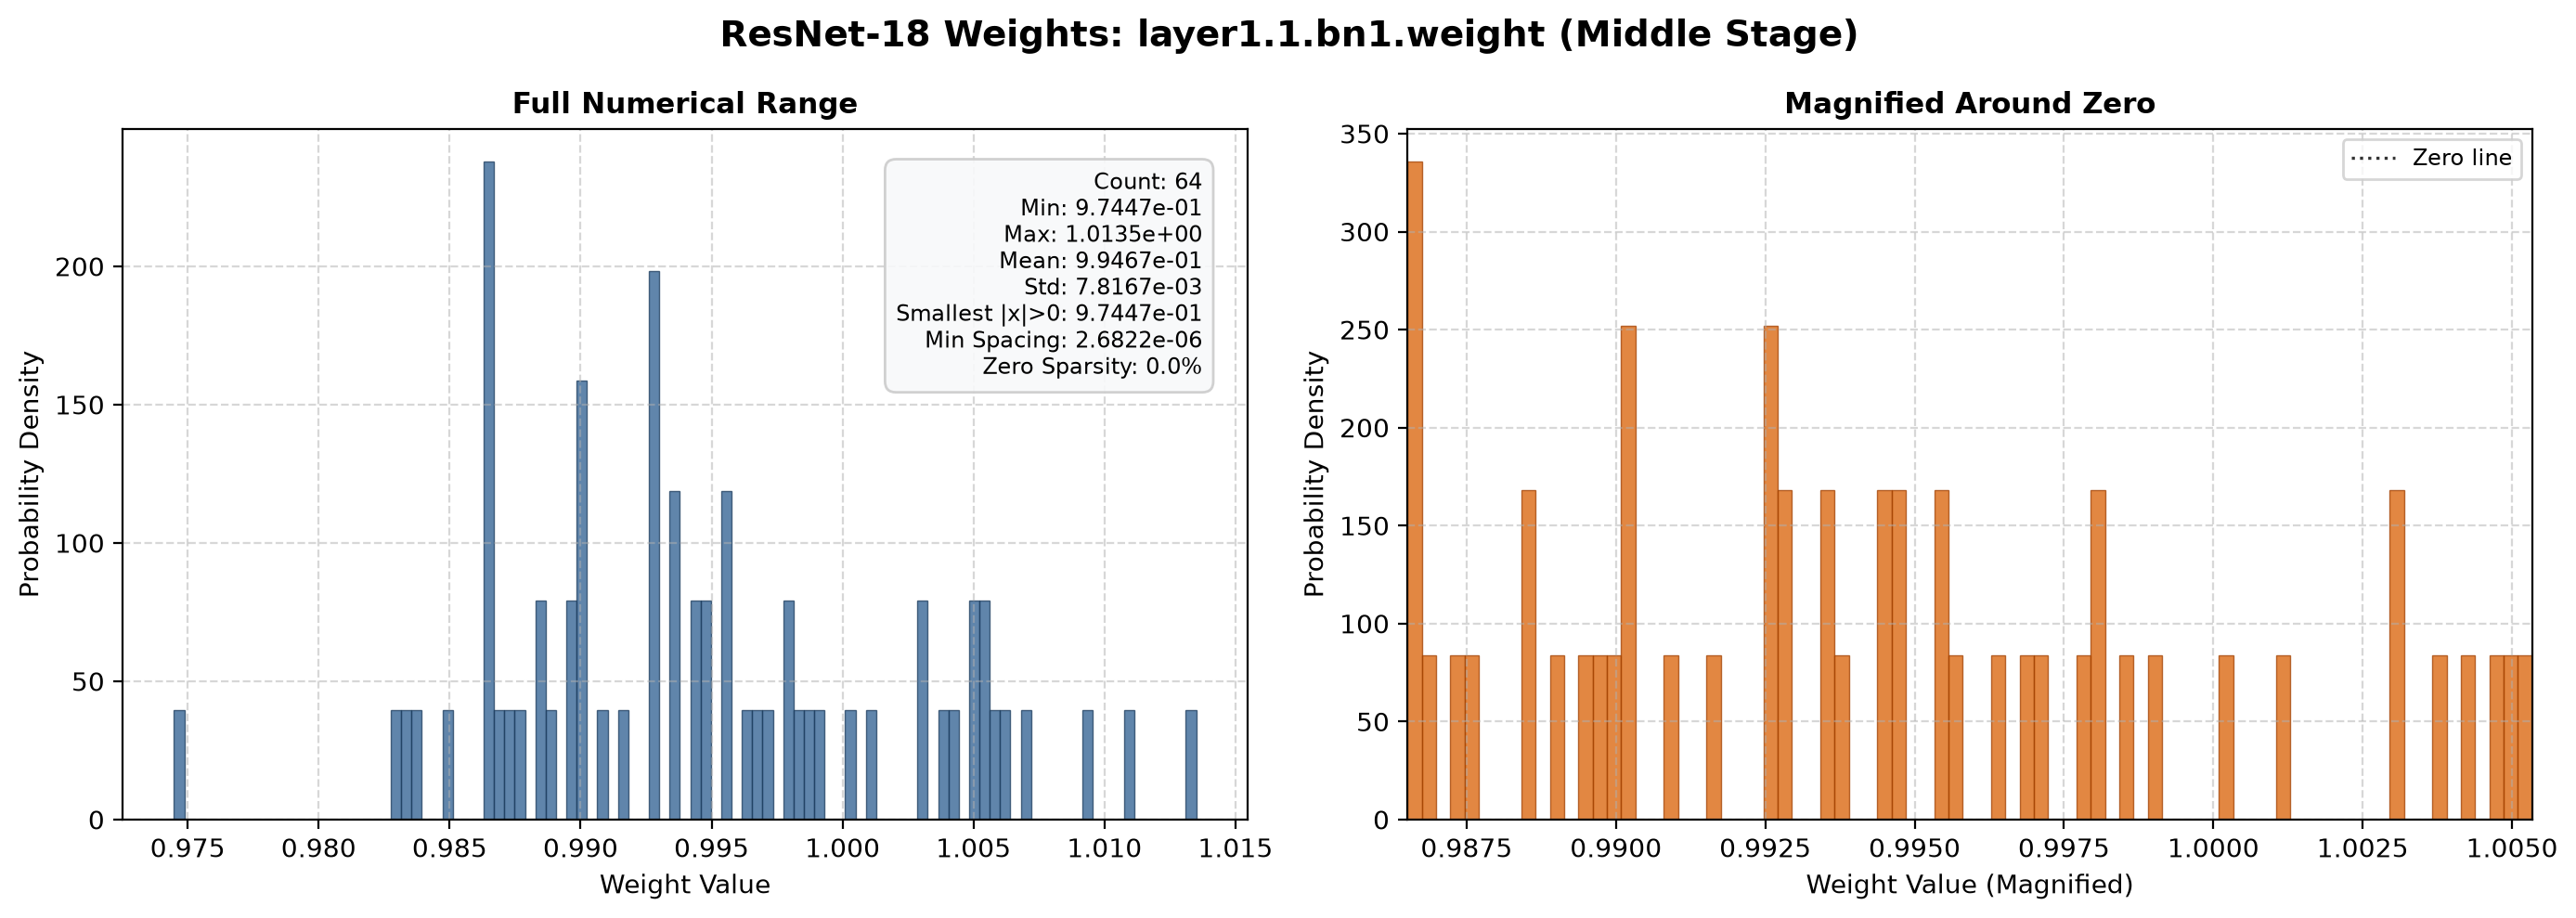 ResNet-18 Weights: layer1.1.bn1.weight (Middle Stage)
Full Numerical Range
Probability Density
200
150
100
50
0
Count: 64
Min: 9.7447e-01
Max: 1.0135e+00
Mean: 9.9467e-01
Std: 7.8167e-03
Smallest |x|>0: 9.7447e-01
Min Spacing: 2.6822e-06
Zero Sparsity: 0.0%
0.975 0.980 0.985 0.990 0.995 1.000 1.005 1.010 1.015
Weight Value
Magnified Around Zero
Probability Density
350
300
250
200
150
100
50
0
Zero line
0.9875 0.9900 0.9925 0.9950 0.9975 1.0000 1.0025 1.0050
Weight Value (Magnified)